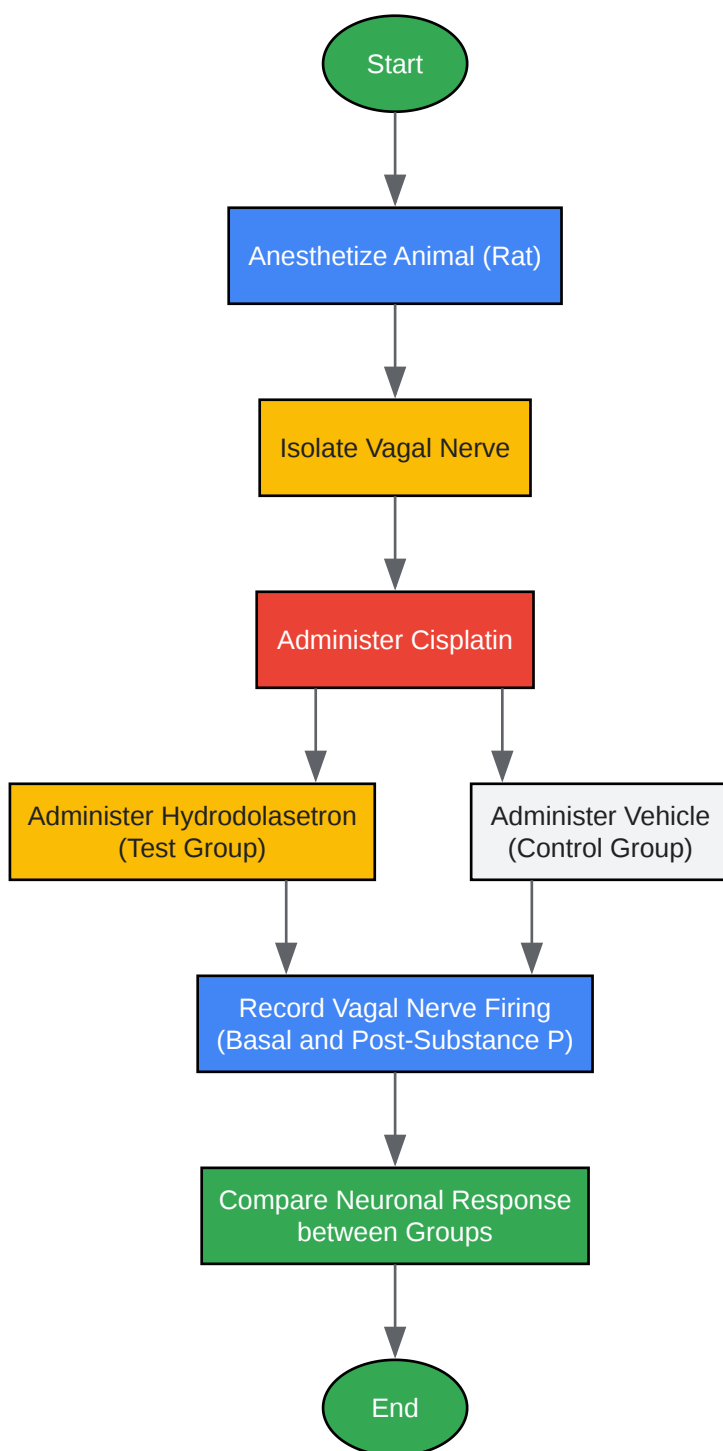 Start
Anesthetize Animal (Rat)
Isolate Vagal Nerve
Administer Cisplatin
Administer Hydrodolasetron
(Test Group)
Administer Vehicle
(Control Group)
Record Vagal Nerve Firing
(Basal and Post-Substance P)
Compare Neuronal Response
between Groups
End